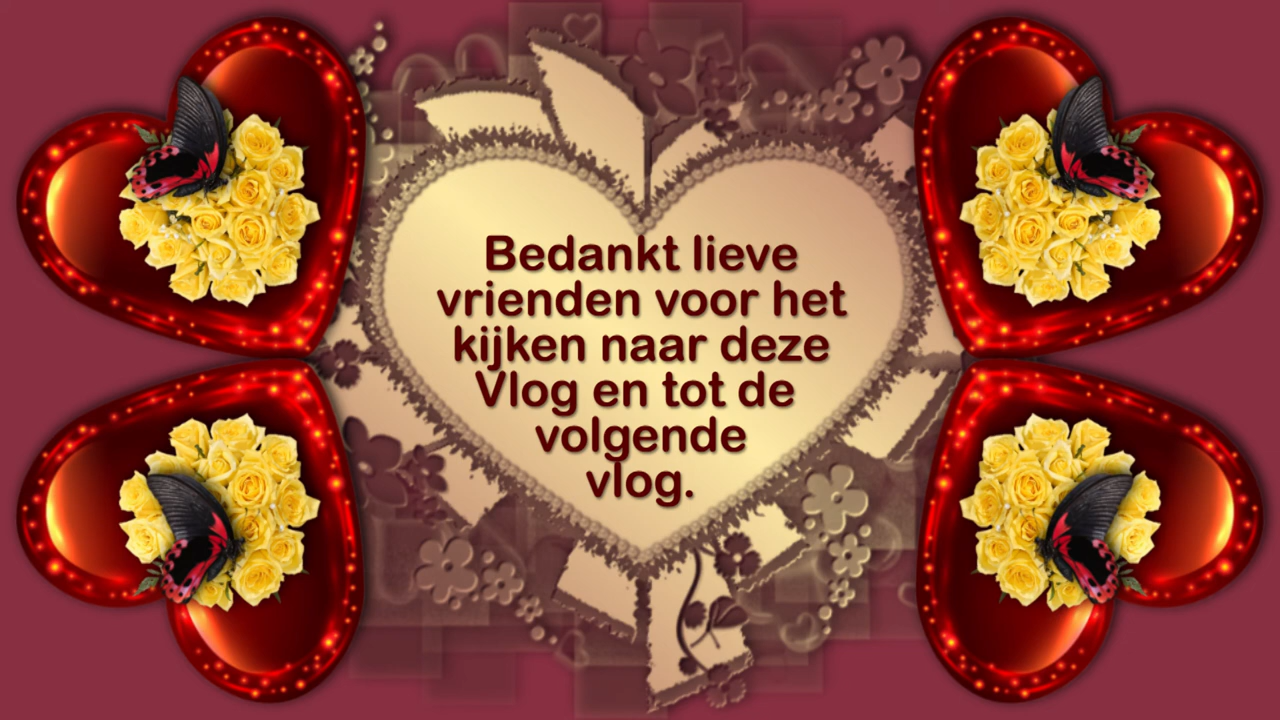 Bedankt lieve
vrienden voor het
kijken naar deze
Vlog en tot de
volgende
vlog.